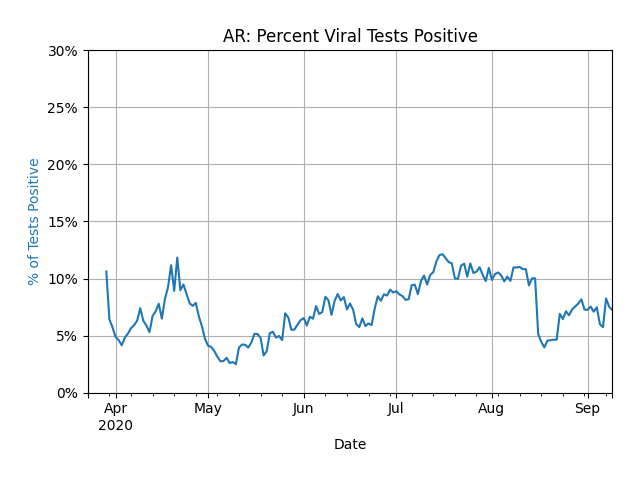 AR: Percent Viral Tests Positive
30%
25%
20%
15%
10%
5%
0%
% of Tests Positive
Apr May Jun Jul Aug Sep
2020
Date